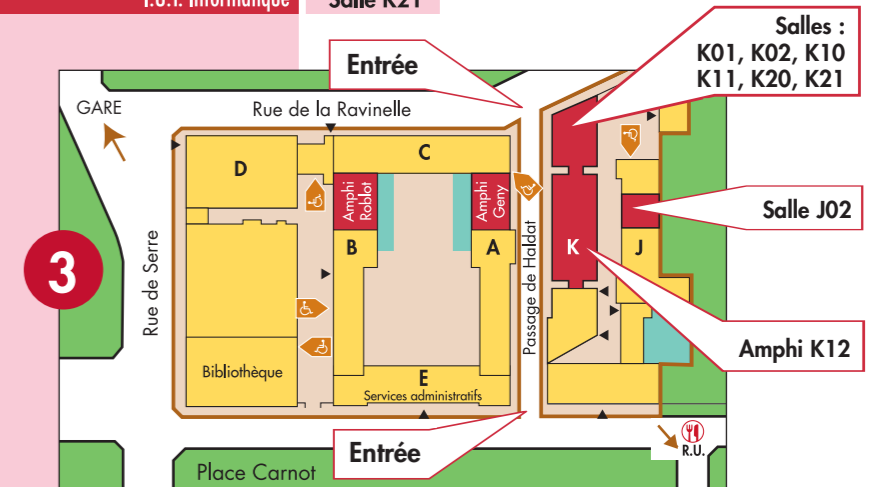 I.U.T. Informatique
Salle K21
Salles :
K01, K02, K10
K11, K20, K21
Entrée
GARE
Rue de la Ravinelle
D
C
Amphi
Roblot
Amphi
Geny
Salle J02
3
Rue de Serre
B
A
Passage de Haldat
K
J
Amphi K12
Bibliothèque
E
Services administratifs
Entrée
R.U.
Place Carnot